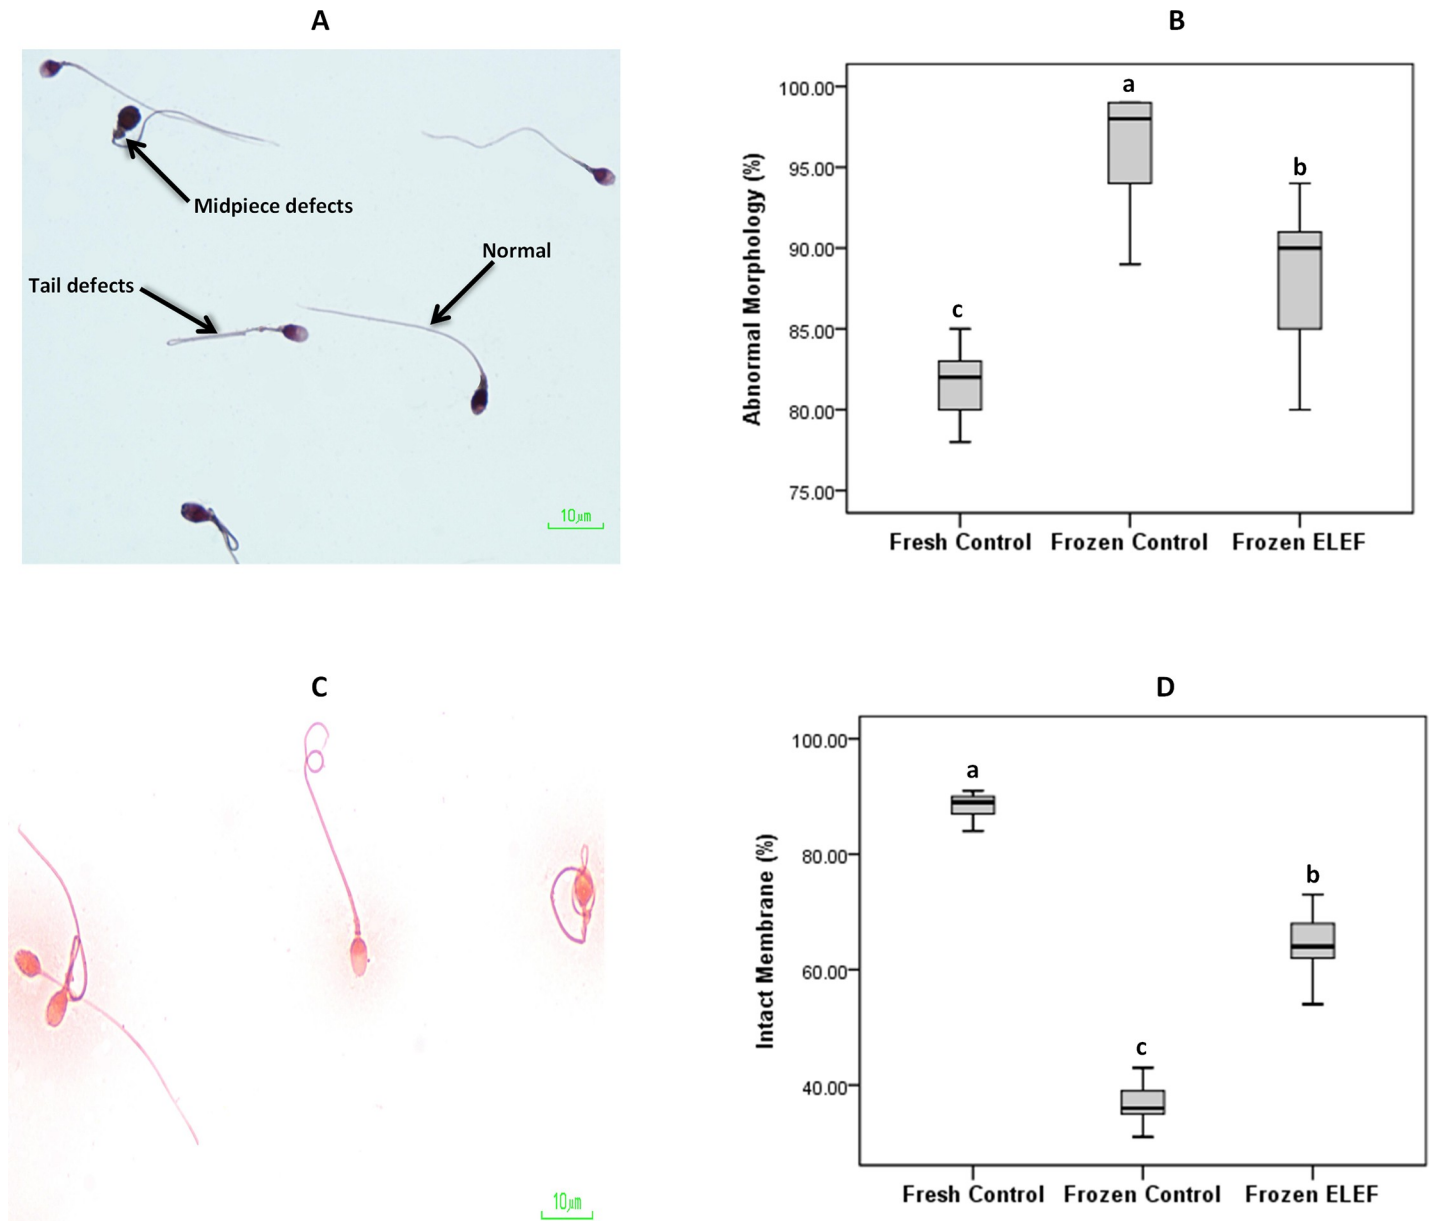 A
Midpiece defects
Normal
Tail defects
10µm
B
Abnormal Morphology (%)
100.00
95.00
90.00
85.00
80.00
75.00
c
a
b
Fresh Control Frozen Control Frozen ELEF
C
10µm
D
Intact Membrane (%)
100.00
80.00
60.00
40.00
a
c
b
Fresh Control Frozen Control Frozen ELEF